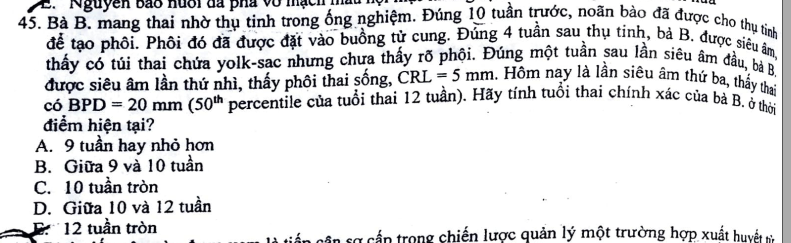 E. Nguyên bào nuôi đã phá vỡ mạch máu
45. Bà B. mang thai nhờ thụ tinh trong ống nghiệm. Đúng 10 tuần trước, noãn bào đã được cho thụ tinh
để tạo phôi. Phôi đó đã được đặt vào buồng tử cung. Đúng 4 tuần sau thụ tinh, bà B. được siêu âm,
thấy có túi thai chứa yolk-sac nhưng chưa thấy rõ phôi. Đúng một tuần sau lần siêu âm đầu, bà B.
được siêu âm lần thứ nhì, thấy phôi thai sống, CRL = 5 mm. Hôm nay là lần siêu âm thứ ba, thấy thai
có BPD = 20 mm (50th percentile của tuổi thai 12 tuần). Hãy tính tuổi thai chính xác của bà B. ở thời
điểm hiện tại?
A. 9 tuần hay nhỏ hơn
B. Giữa 9 và 10 tuần
C. 10 tuần tròn
D. Giữa 10 và 12 tuần
E. 12 tuần tròn
là tiếp cận sơ cấp trong chiến lược quản lý một trường hợp xuất huyết từ